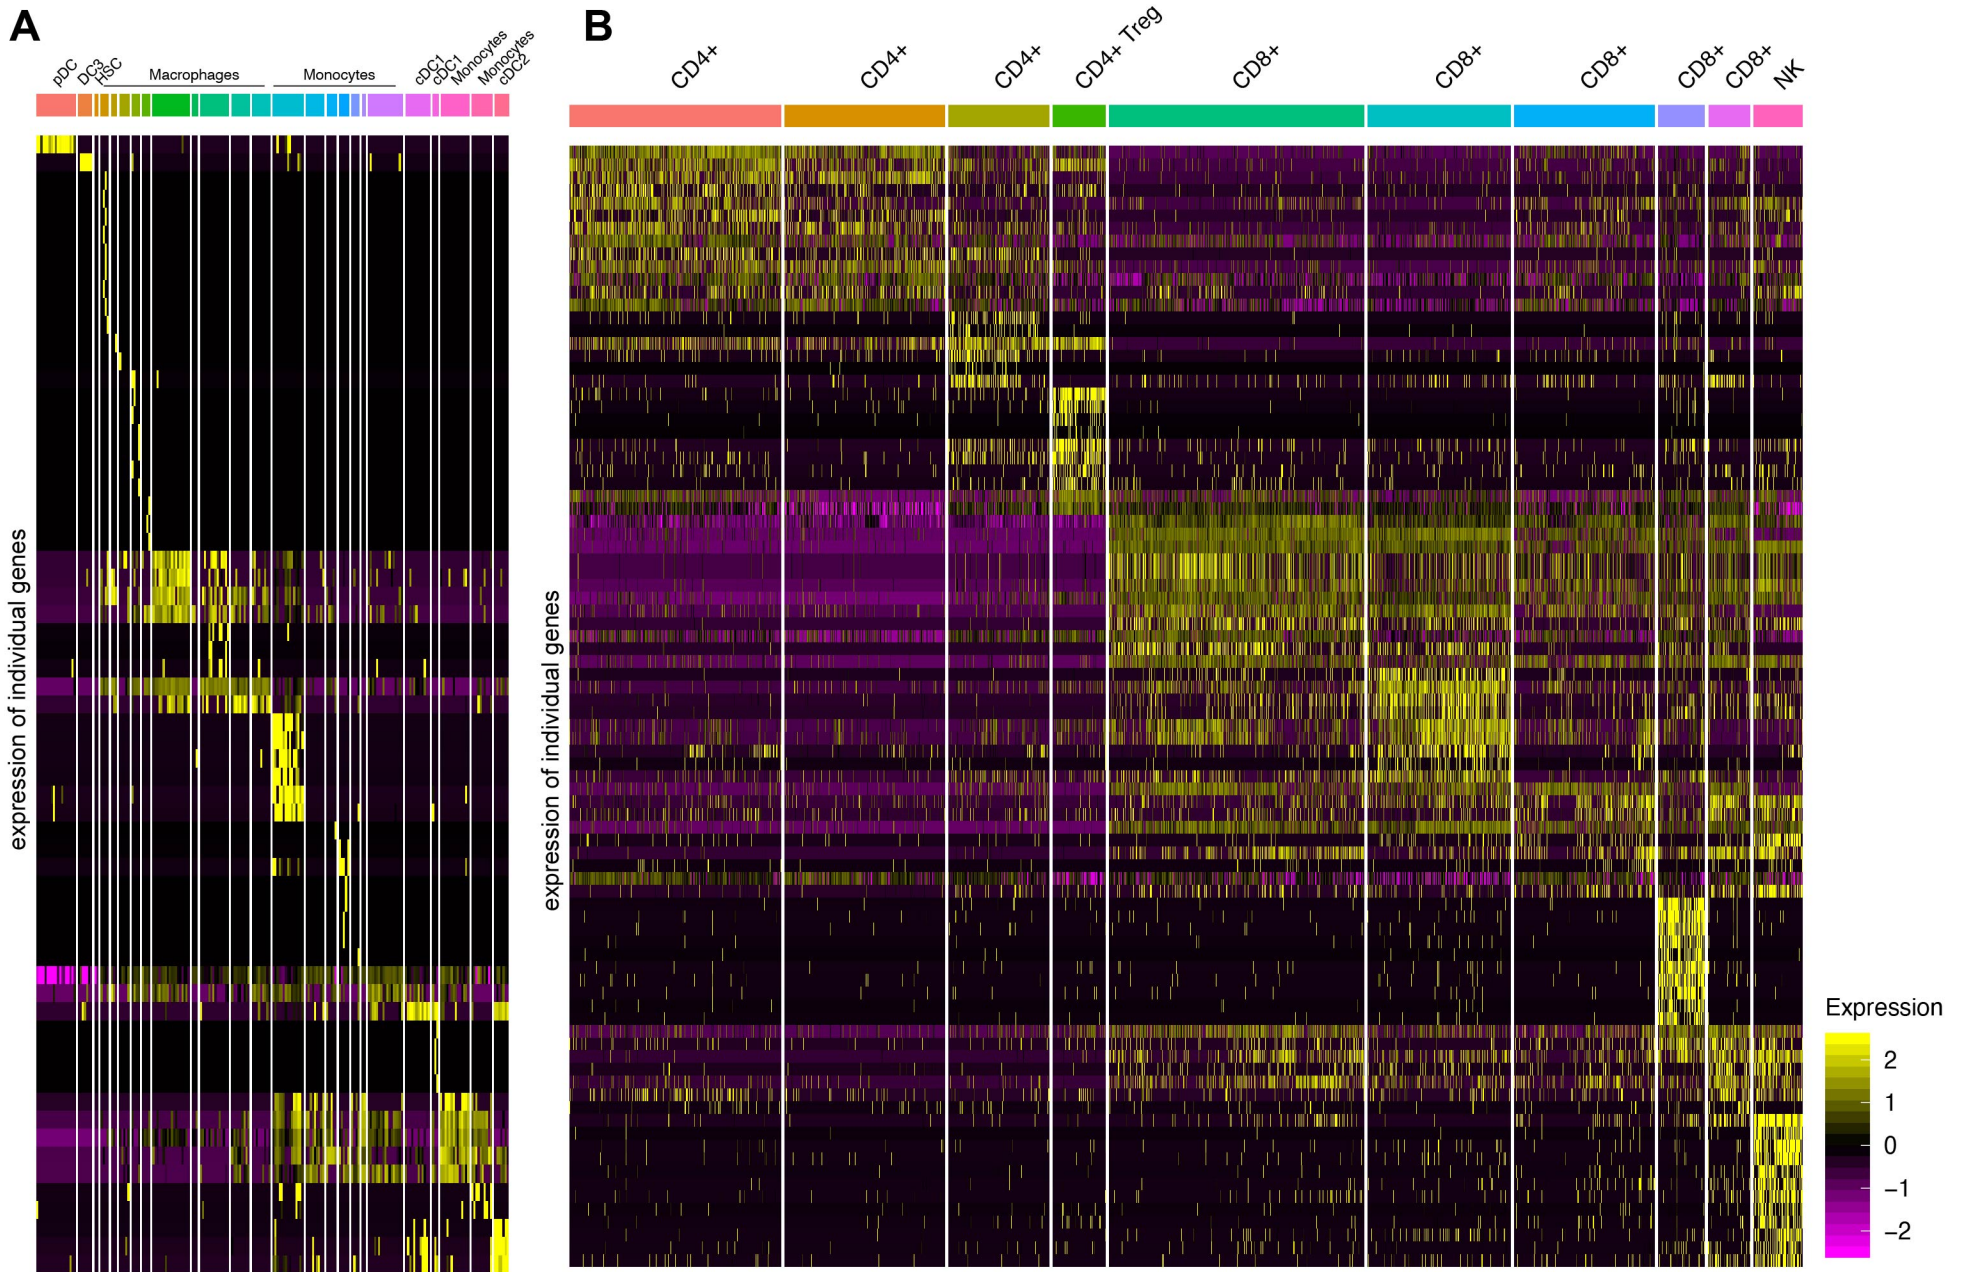 A
pDC
DC3
HSC
Macrophages
Monocytes
cDC1
cDC1
Monocytes
Monocytes
cDC2
expression of individual genes
B
CD4+
CD4+
CD4+
CD4+ Treg
CD8+
CD8+
CD8+
CD8+
CD8+
NK
expression of individual genes
Expression
2
1
0
−1
−2